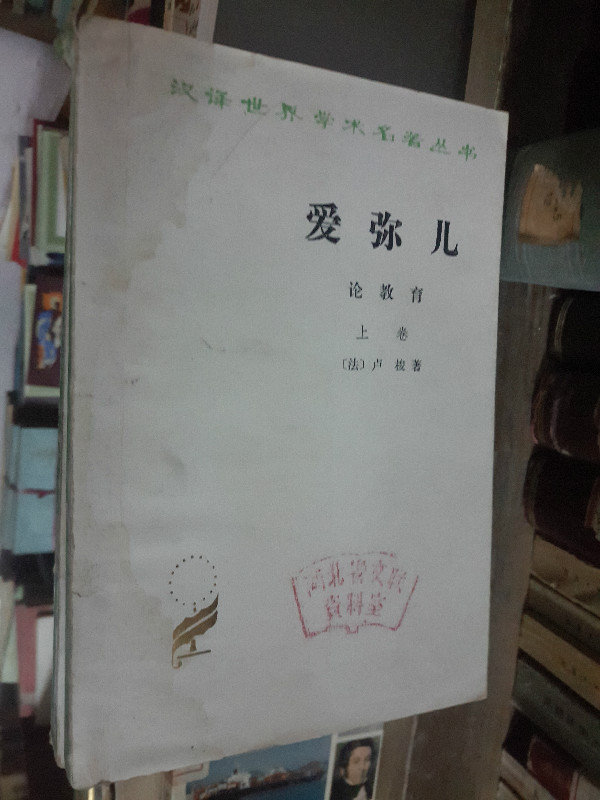 汉译世界学术名著丛书
爱弥儿
论教育
上卷
〔法〕卢梭著
河北省文联
资料室